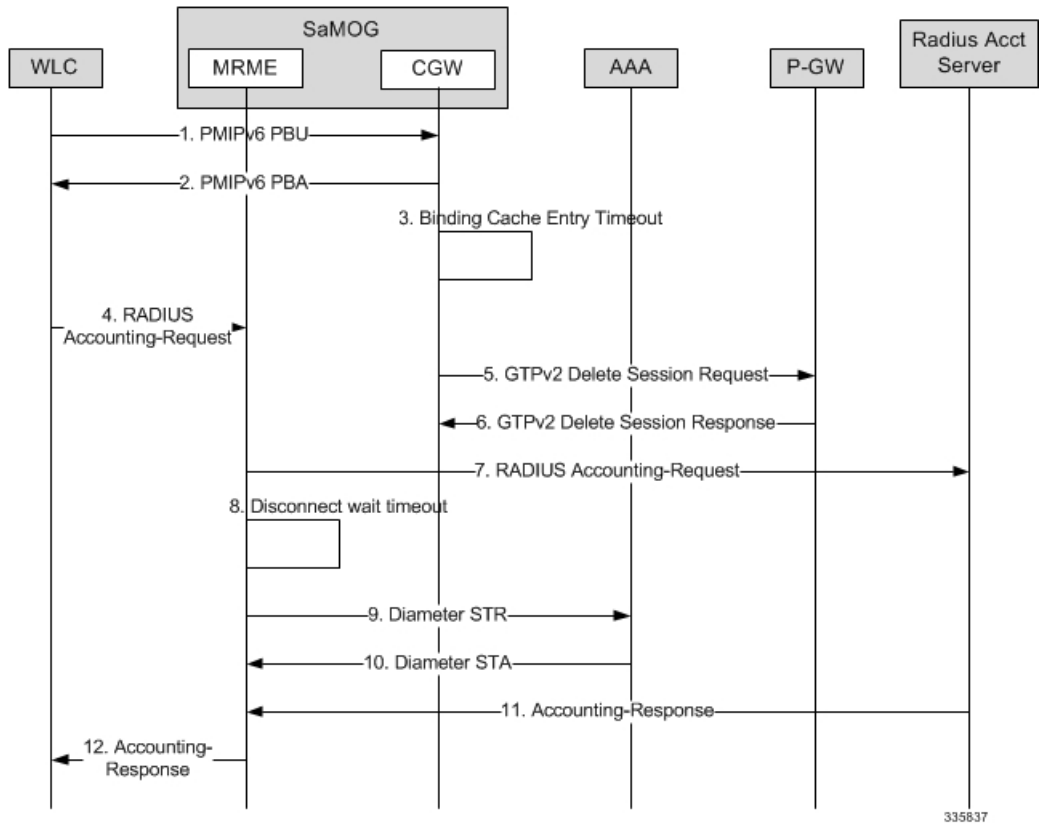 SaMOG
WLC
MRME
CGW
AAA
P-GW
Radius Acct
Server
1. PMIPv6 PBU
2. PMIPv6 PBA
3. Binding Cache Entry Timeout
4. RADIUS
Accounting-Request
5. GTPv2 Delete Session Request
6. GTPv2 Delete Session Response
7. RADIUS Accounting-Request
8. Disconnect wait timeout
9. Diameter STR
10. Diameter STA
11. Accounting-Response
12. Accounting-
Response
335837